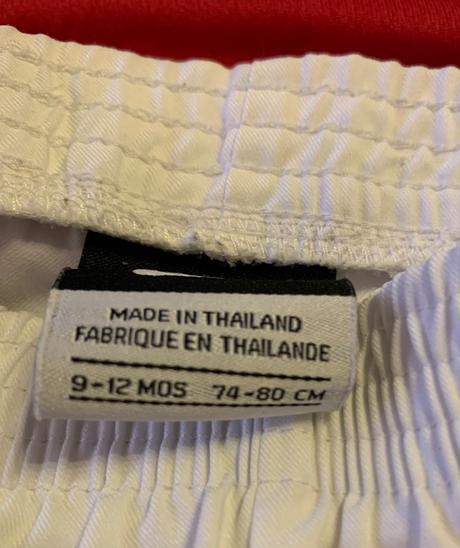 MADE IN THAILAND
FABRIQUE EN THAILANDE
9-12 MOS 74-80 CM